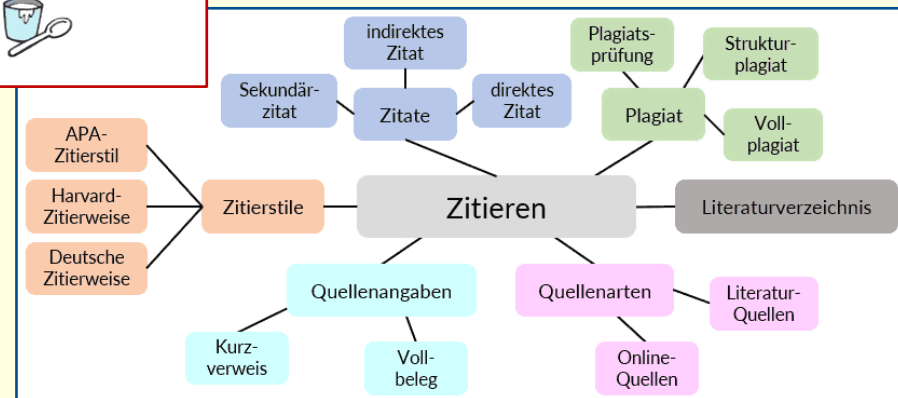 indirektes
Zitat
Sekundär-
zitat
direktes
Zitat
Zitate
Plagiats-
prüfung
Struktur-
plagiat
Plagiat
Voll-
plagiat
APA-
Zitierstil
Harvard-
Zitierweise
Deutsche
Zitierweise
Zitierstile
Zitieren
Literaturverzeichnis
Quellenangaben
Kurz-
verweis
Voll-
beleg
Quellenarten
Literatur-
Quellen
Online-
Quellen